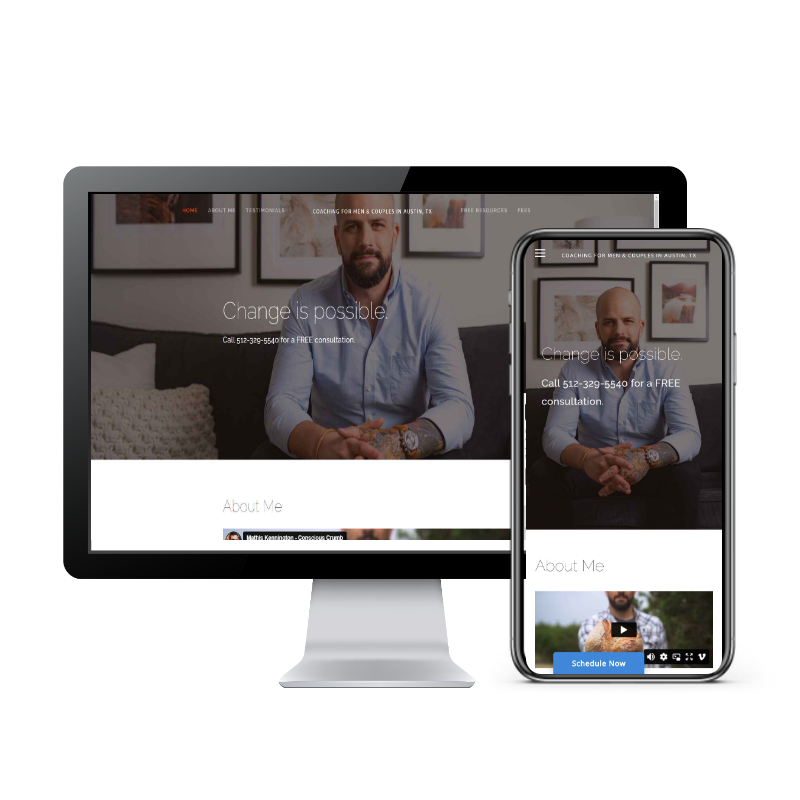 HOME ABOUT ME TESTIMONIALS COACHING FOR MEN & COUPLES IN AUSTIN, TX FREE RESOURCES FEES
Change is possible.
Call 512-329-5540 for a FREE consultation.
About Me
Mathis Kennington - Conscious Crumb
COACHING FOR MEN & COUPLES IN AUSTIN, TX
Change is possible.
Call 512-329-5540 for a FREE
consultation.
About Me
Schedule Now